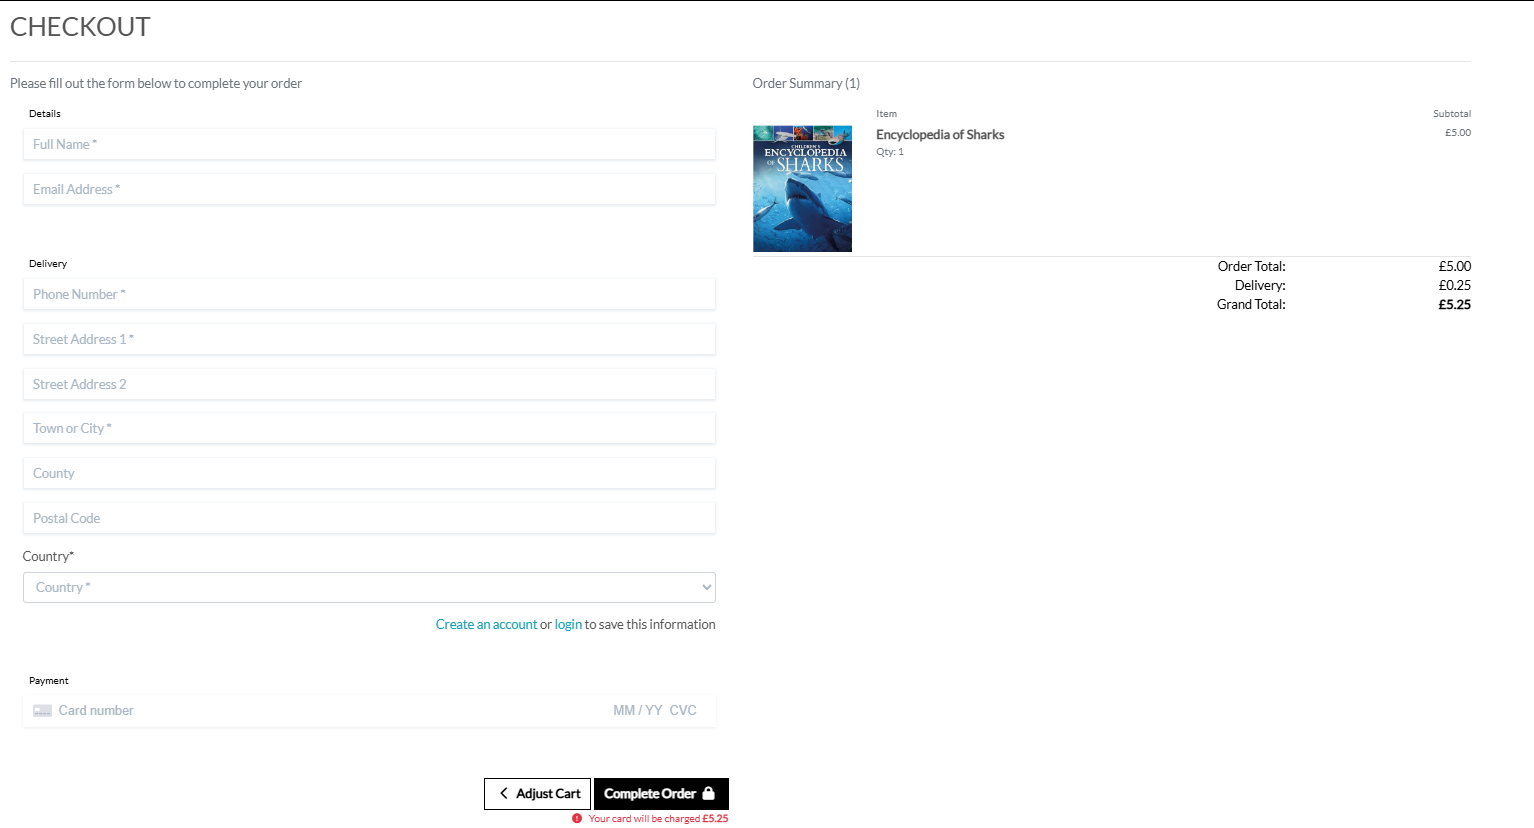 CHECKOUT
Please fill out the form below to complete your order
Details
Full Name *
Email Address *
Delivery
Phone Number *
Street Address 1 *
Street Address 2
Town or City *
County
Postal Code
Country*
Country *
Create an account or login to save this information
Payment
Card number MM / YY CVC
Adjust Cart
Complete Order
Your card will be charged £5.25
Order Summary (1)
Item Subtotal
CHILDREN'S
ENCYCLOPEDIA
OF SHARKS
Encyclopedia of Sharks £5.00
Qty: 1
Order Total: £5.00
Delivery: £0.25
Grand Total: £5.25